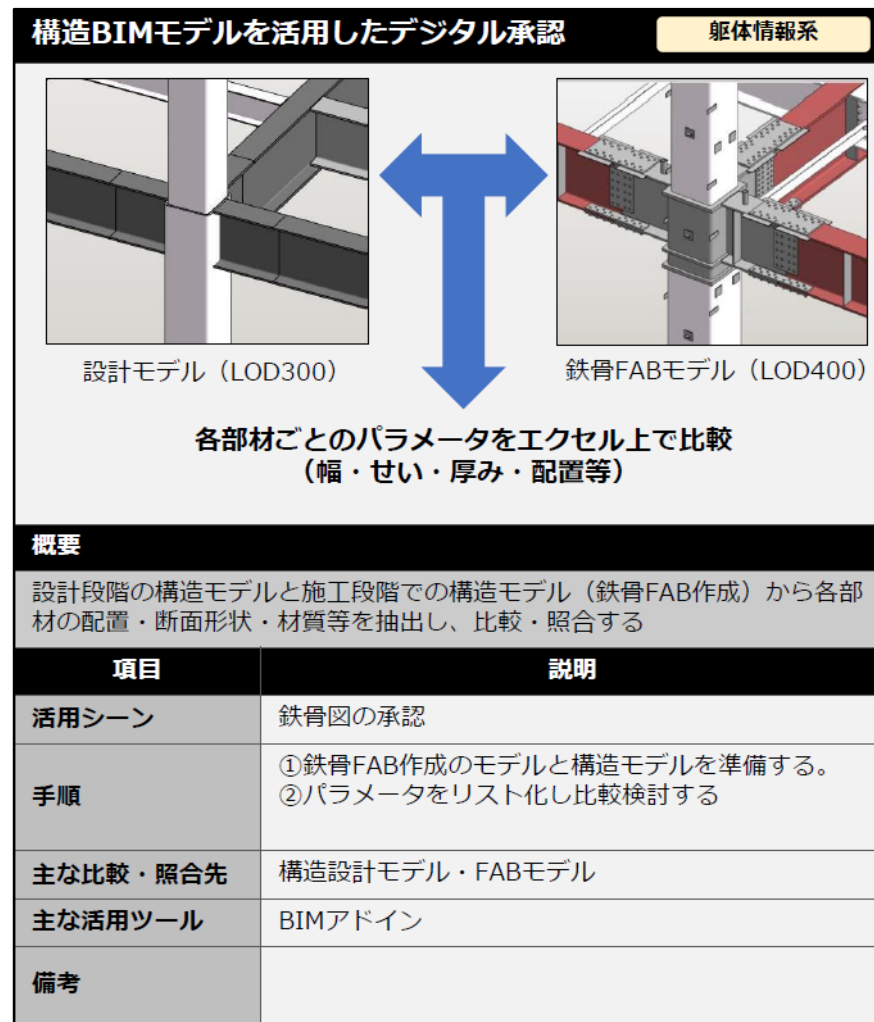 構造BIMモデルを活用したデジタル承認
躯体情報系
設計モデル（LOD300）
鉄骨FABモデル（LOD400）
各部材ごとのパラメータをエクセル上で比較
（幅・せい・厚み・配置等）
概要
設計段階の構造モデルと施工段階での構造モデル（鉄骨FAB作成）から各部
材の配置・断面形状・材質等を抽出し、比較・照合する
項目
説明
活用シーン
鉄骨図の承認
手順
①鉄骨FAB作成のモデルと構造モデルを準備する。
②パラメータをリスト化し比較検討する
主な比較・照合先
構造設計モデル・FABモデル
主な活用ツール
BIMアドイン
備考